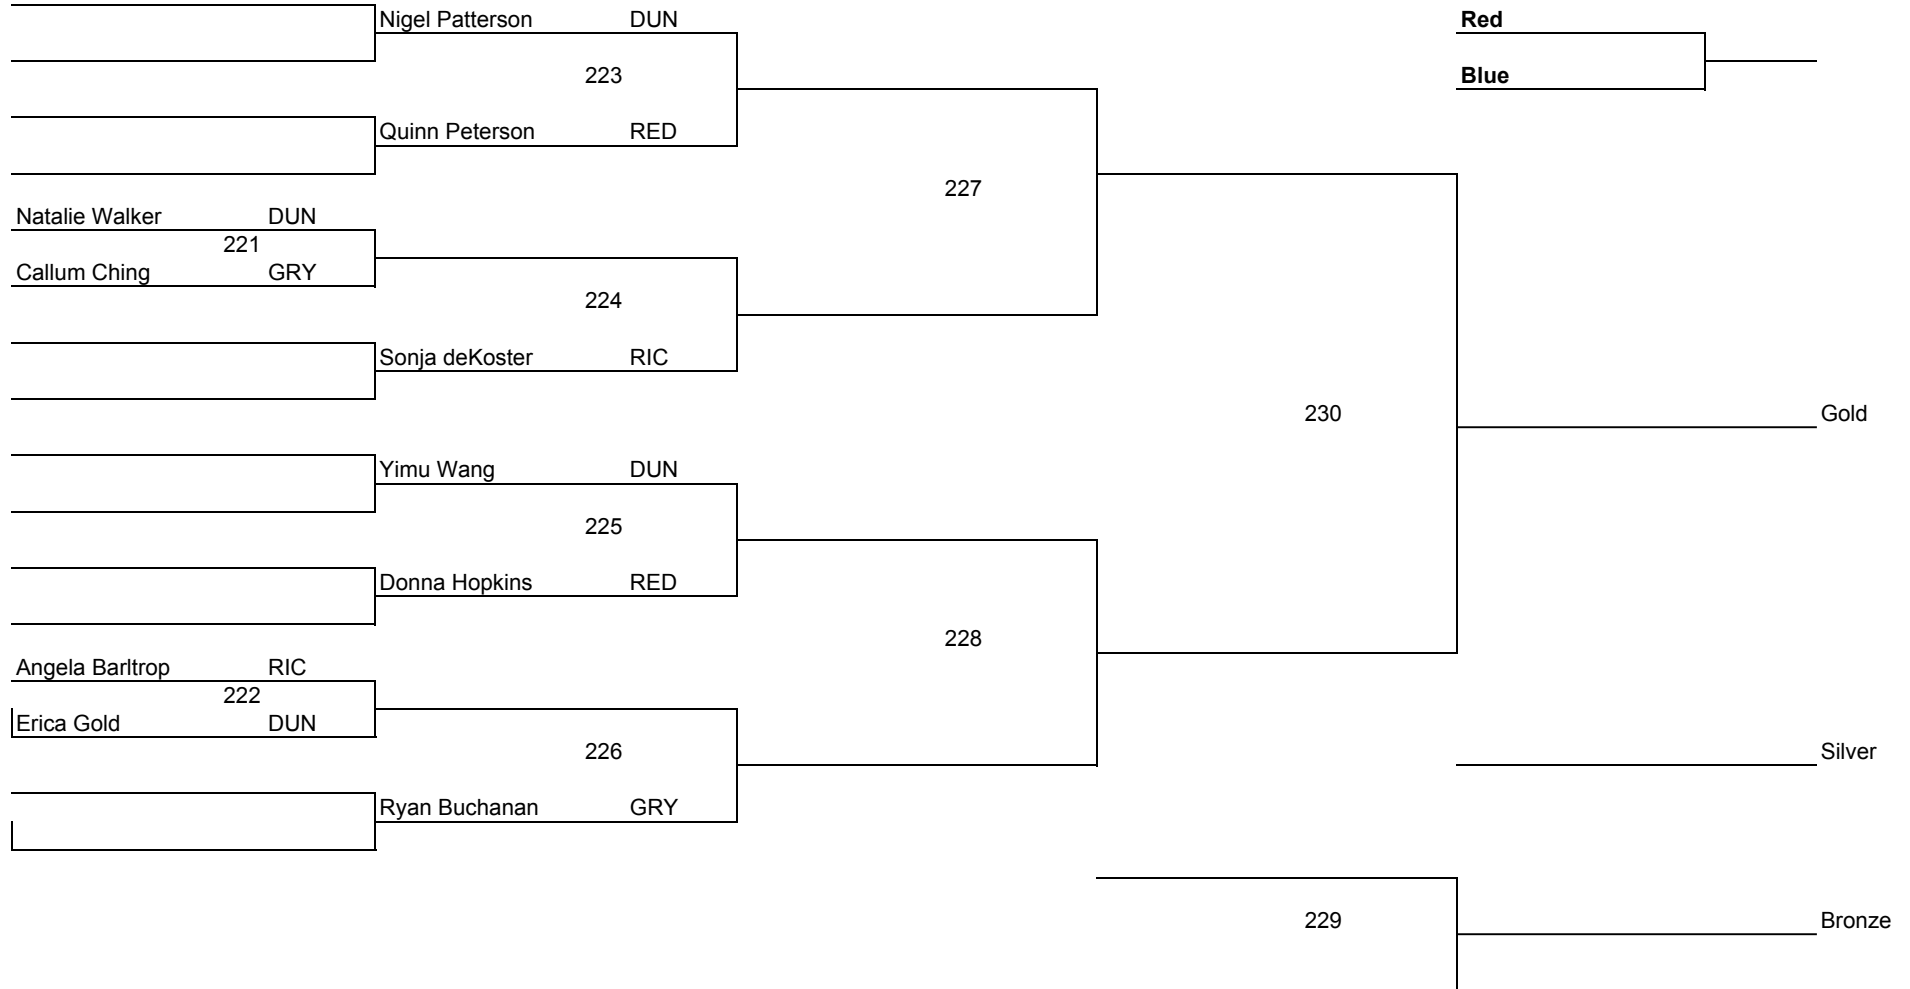 Nigel Patterson DUN Red
223 Blue
Quinn Peterson RED
227
Natalie Walker DUN
221
Callum Ching GRY
224
Sonja deKoster RIC
230 Gold
Yimu Wang DUN
225
Donna Hopkins RED
228
Angela Barltrop RIC
222
Erica Gold DUN
226 Silver
Ryan Buchanan GRY
229 Bronze